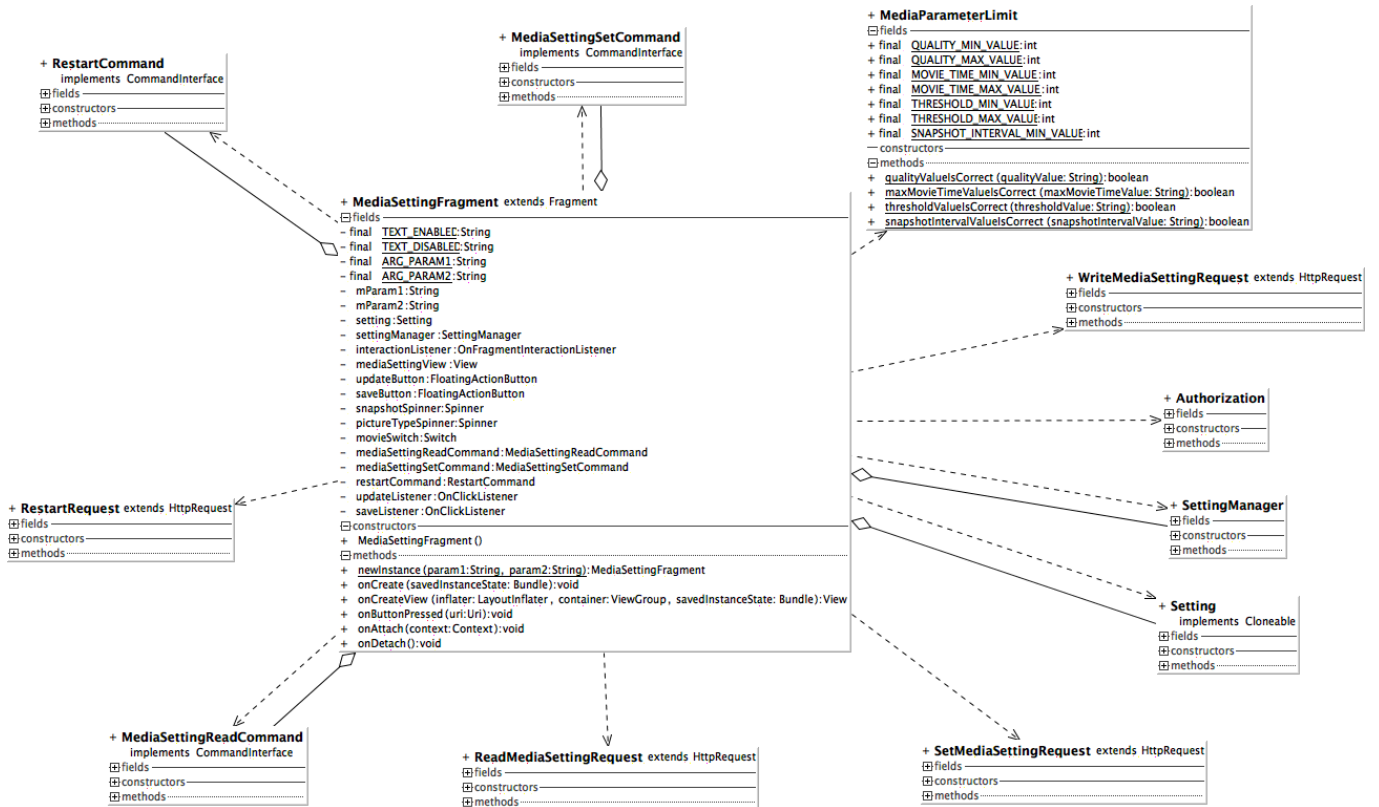 + RestartCommand
implements CommandInterface
fields
constructors
methods
+ MediaSettingSetCommand
implements CommandInterface
fields
constructors
methods
+ MediaParameterLimit
fields
+ final QUALITY_MIN_VALUE:int
+ final QUALITY_MAX_VALUE:int
+ final MOVIE_TIME_MIN_VALUE:int
+ final MOVIE_TIME_MAX_VALUE:int
+ final THRESHOLD_MIN_VALUE:int
+ final THRESHOLD_MAX_VALUE:int
+ final SNAPSHOT_INTERVAL_MIN_VALUE:int
constructors
methods
+ qualityValueIsCorrect (qualityValue: String):boolean
+ maxMovieTimeValueIsCorrect (maxMovieTimeValue: String):boolean
+ thresholdValueIsCorrect (thresholdValue: String):boolean
+ snapshotIntervalValueIsCorrect (snapshotIntervalValue: String):boolean
+ MediaSettingFragment extends Fragment
fields
- final TEXT_ENABLED:String
- final TEXT_DISABLED:String
- final ARG_PARAM1:String
- final ARG_PARAM2:String
- mParam1:String
- mParam2:String
- setting:Setting
- settingManager:SettingManager
- interactionListener:OnFragmentInteractionListener
- mediaSettingView:View
- updateButton:FloatingActionButton
- saveButton:FloatingActionButton
- snapshotSpinner:Spinner
- pictureTypeSpinner:Spinner
- movieSwitch:Switch
- mediaSettingReadCommand:MediaSettingReadCommand
- mediaSettingSetCommand:MediaSettingSetCommand
- restartCommand:RestartCommand
- updateListener:OnClickListener
- saveListener:OnClickListener
constructors
+ MediaSettingFragment ()
methods
+ newInstance (param1:String, param2:String):MediaSettingFragment
+ onCreate (savedInstanceState: Bundle):void
+ onCreateView (inflater: LayoutInflater, container:ViewGroup, savedInstanceState: Bundle):View
+ onButtonPressed (uri:Uri):void
+ onAttach (context:Context):void
+ onDetach():void
+ WriteMediaSettingRequest extends HttpRequest
fields
constructors
methods
+ Authorization
fields
constructors
methods
+ SettingManager
fields
constructors
methods
+ Setting
implements Cloneable
fields
constructors
methods
+ RestartRequest extends HttpRequest
fields
constructors
methods
+ MediaSettingReadCommand
implements CommandInterface
fields
constructors
methods
+ ReadMediaSettingRequest extends HttpRequest
fields
constructors
methods
+ SetMediaSettingRequest extends HttpRequest
fields
constructors
methods